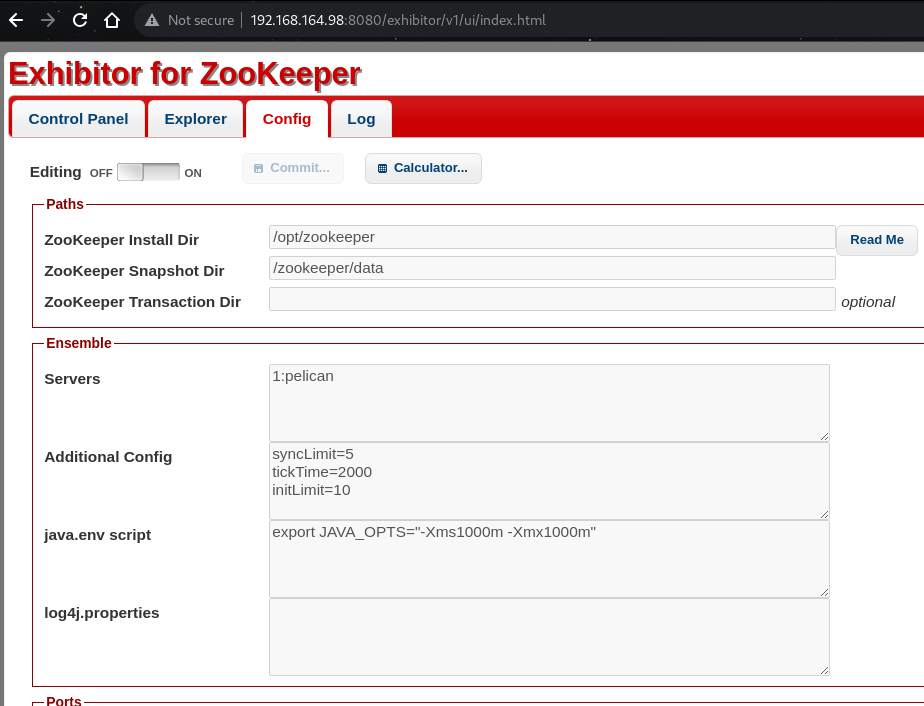 Not secure 192.168.164.98:8080/exhibitor/v1/ui/index.html
Exhibitor for ZooKeeper
Control Panel Explorer Config Log
Editing OFF ON Commit... Calculator...
Paths
ZooKeeper Install Dir /opt/zookeeper Read Me
ZooKeeper Snapshot Dir /zookeeper/data
ZooKeeper Transaction Dir optional
Ensemble
Servers 1:pelican
Additional Config syncLimit=5
tickTime=2000
initLimit=10
java.env script export JAVA_OPTS="-Xms1000m -Xmx1000m"
log4j.properties
Ports